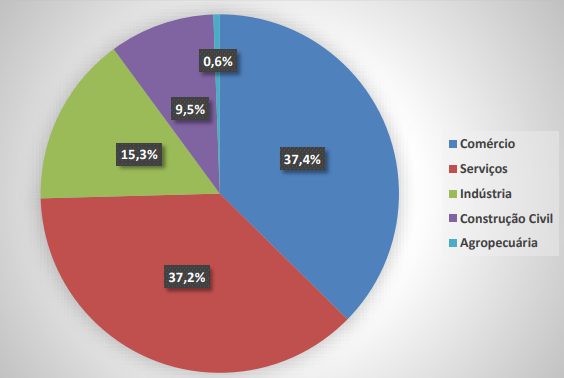 0,6%
9,5%
15,3%
37,4%
37,2%
Comércio
Serviços
Indústria
Construção Civil
Agropecuária